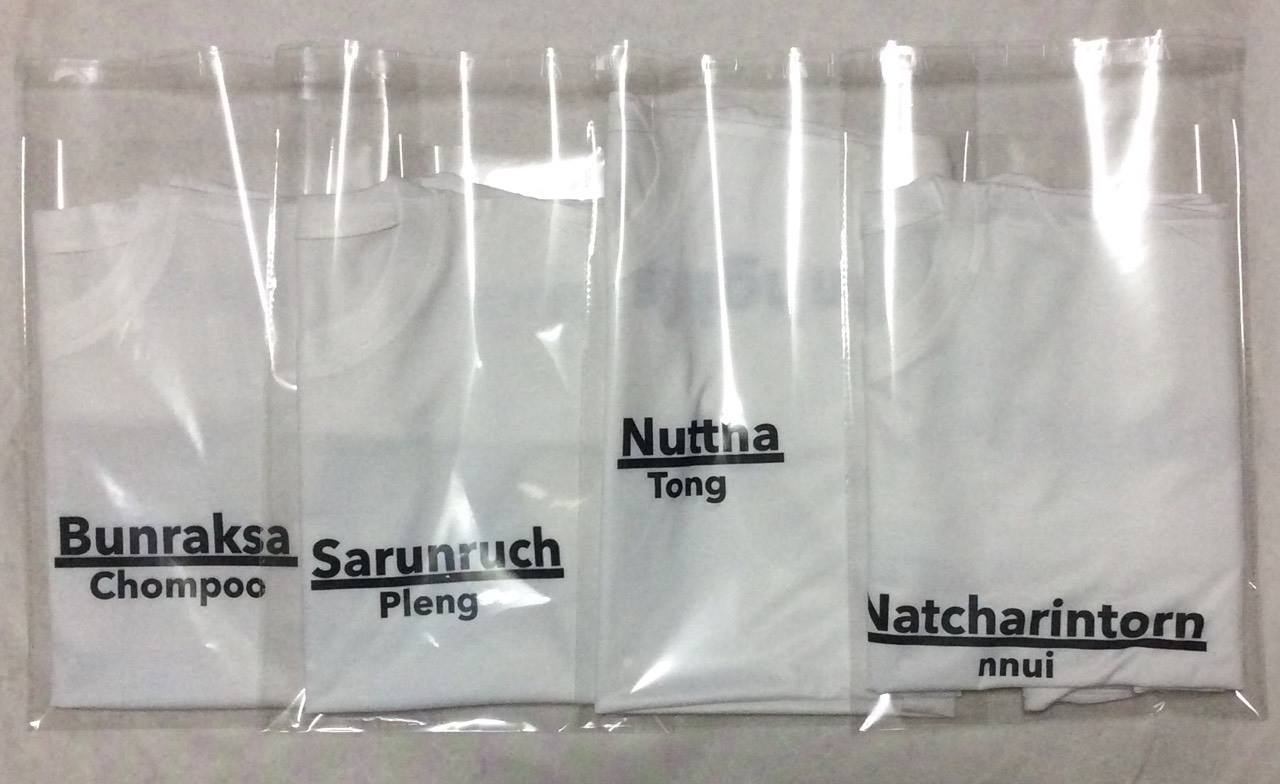 Bunraksa
Chompoo
Sarunruch
Pleng
Nuttha
Tong
Natcharintorn
nnui